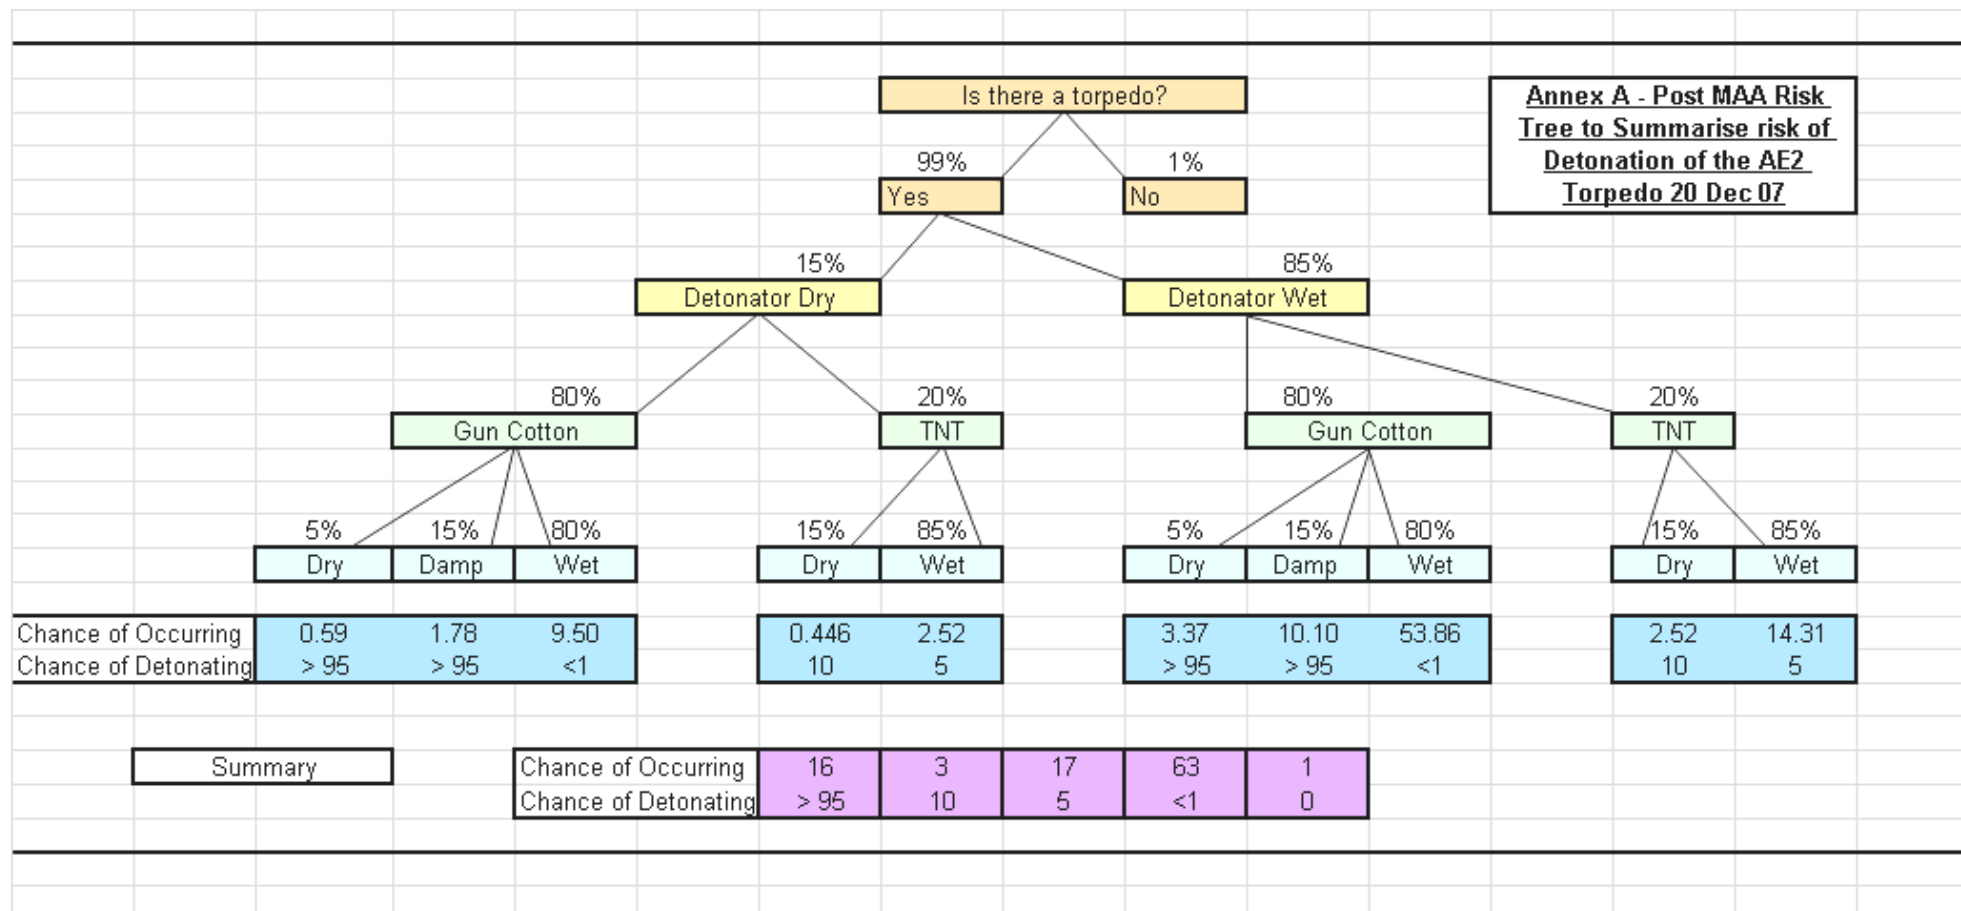 Is there a torpedo?
Annex A - Post MAA Risk
Tree to Summarise risk of
Detonation of the AE2
Torpedo 20 Dec 07
99% 1%
Yes No
15% 85%
Detonator Dry Detonator Wet
80% 20% 80% 20%
Gun Cotton TNT Gun Cotton TNT
5% 15% 80% 15% 85% 5% 15% 80% 15% 85%
Dry Damp Wet Dry Wet Dry Damp Wet Dry Wet
Chance of Occurring 0.59 1.78 9.50 0.446 2.52 3.37 10.10 53.86 2.52 14.31
Chance of Detonating > 95 > 95 <1 10 5 > 95 > 95 <1 10 5
Summary Chance of Occurring 16 3 17 63 1
Chance of Detonating > 95 10 5 <1 0